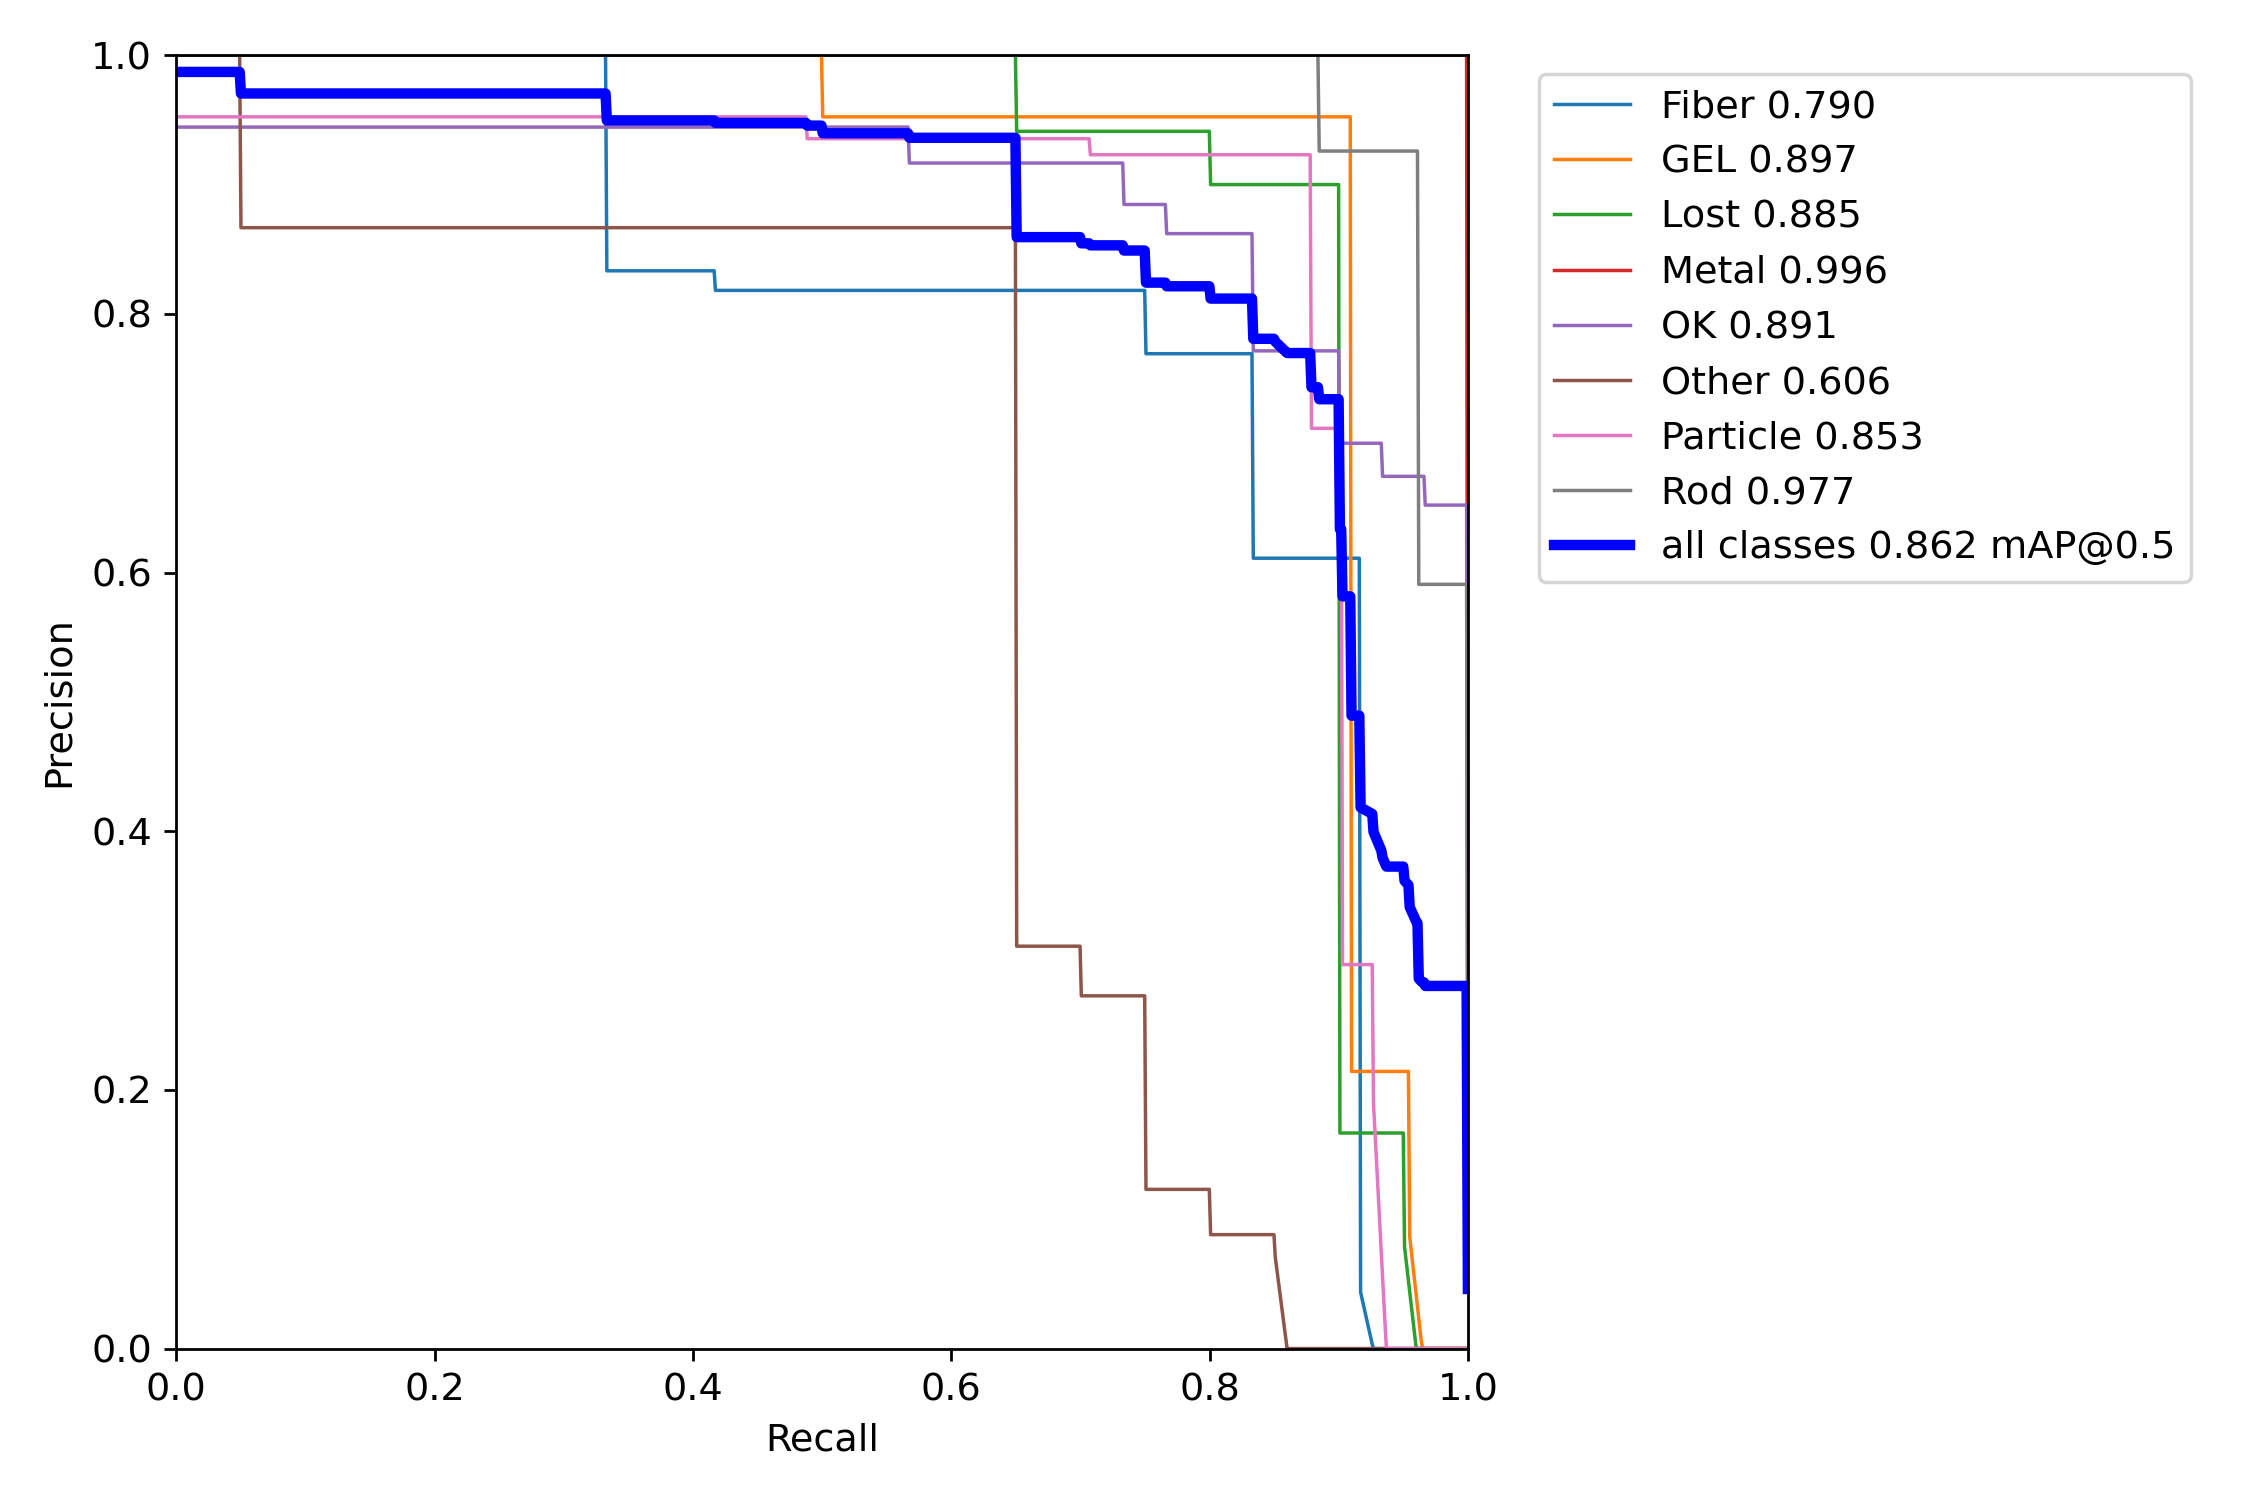 1.0
0.8
0.6
0.4
0.2
0.0
Precision
0.0 0.2 0.4 0.6 0.8 1.0
Recall
Fiber 0.790
GEL 0.897
Lost 0.885
Metal 0.996
OK 0.891
Other 0.606
Particle 0.853
Rod 0.977
all classes 0.862 mAP@0.5